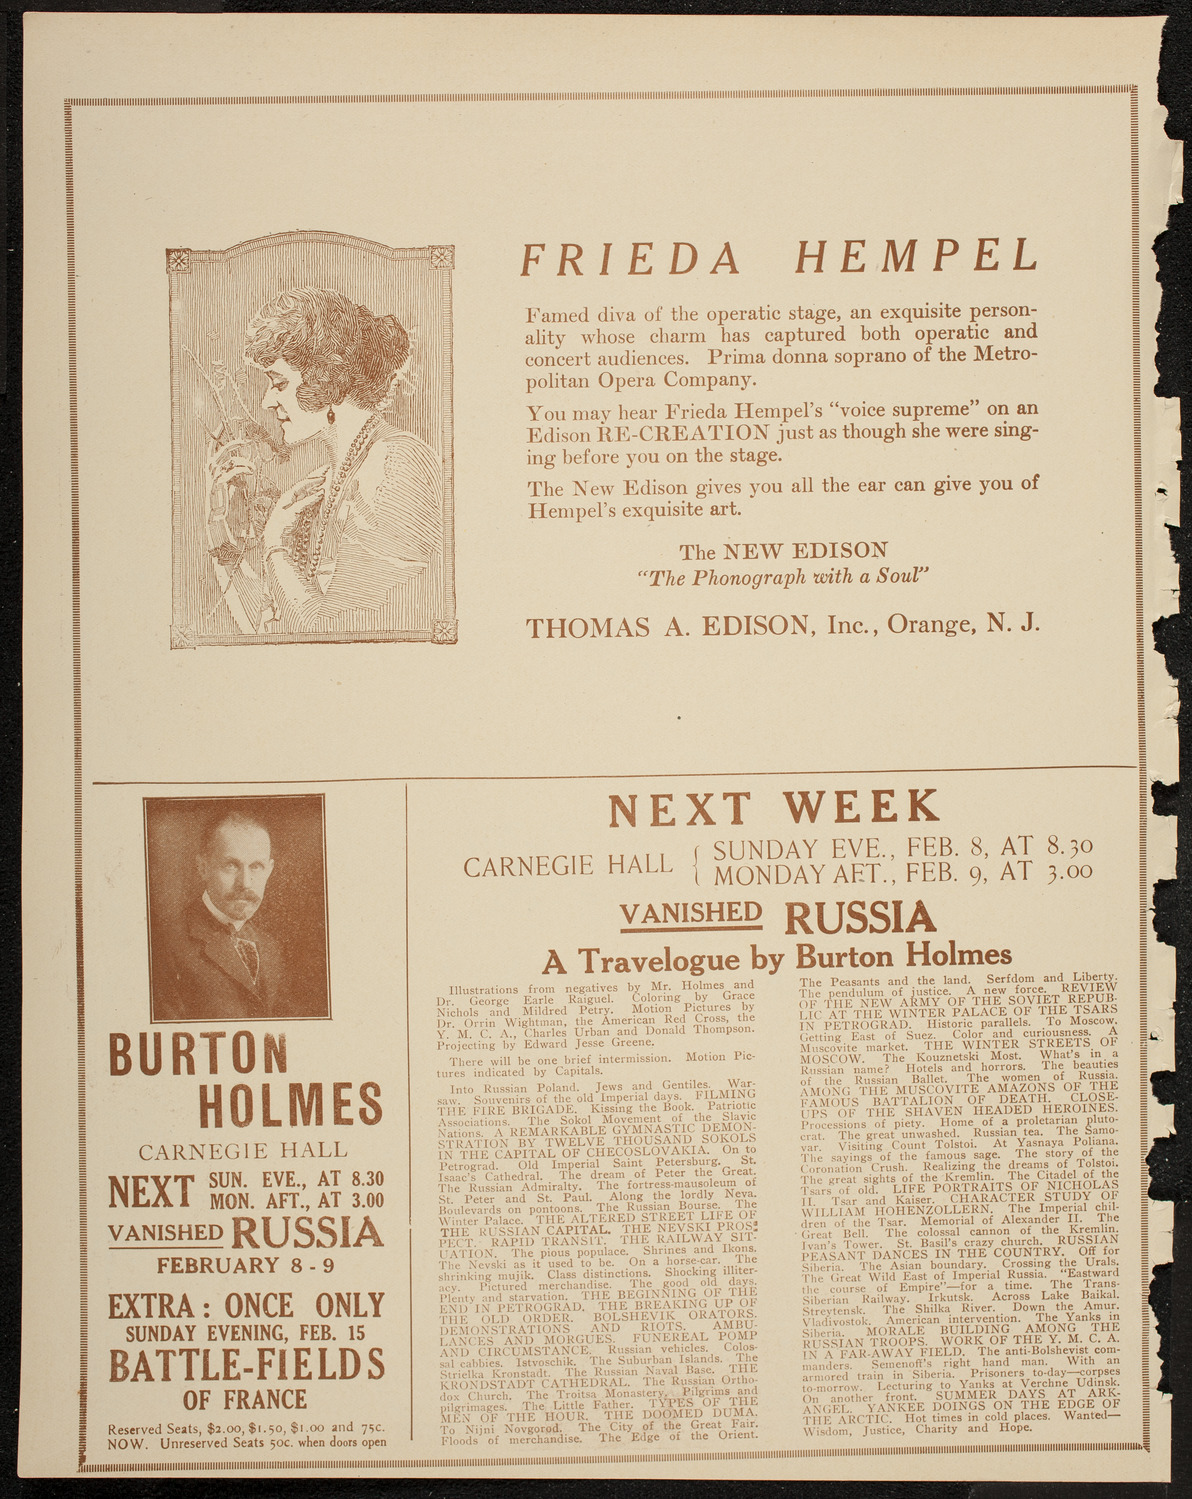 FRIEDA HEMPEL
Famed diva of the operatic stage, an exquisite person-
ality whose charm has captured both operatic and
concert audiences. Prima donna soprano of the Metro-
politan Opera Company.
You may hear Frieda Hempel's "voice supreme" on an
Edison RE-CREATION just as though she were sing-
ing before you on the stage.
The New Edison gives you all the ear can give you of
Hempel's exquisite art.
The NEW EDISON
"The Phonograph with a Soul"
THOMAS A. EDISON, Inc., Orange, N. J.
BURTON
HOLMES
CARNEGIE HALL
NEXT SUN. EVE., AT 8.30
MON. AFT., AT 3.00
VANISHED RUSSIA
FEBRUARY 8-9
EXTRA: ONCE ONLY
SUNDAY EVENING, FEB. 15
BATTLE-FIELDS
OF FRANCE
Reserved Seats, $2.00, $1.50, $1.00 and 75c.
NOW. Unreserved Seats 50c. when doors open
NEXT WEEK
CARNEGIE HALL { SUNDAY EVE., FEB. 8, AT 8.30
MONDAY AFT., FEB. 9, AT 3.00
VANISHED RUSSIA
A Travelogue by Burton Holmes
Illustrations from negatives by Mr. Holmes and
Dr. George Earle Raiguel. Coloring by Grace
Nichols and Mildred Petry. Motion Pictures by
Dr. Orrin Wightman, the American Red Cross, the
Y. M. C. A., Charles Urban and Donald Thompson.
Projecting by Edward Jesse Greene.
There will be one brief intermission. Motion Pic-
tures indicated by Capitals.
Into Russian Poland. Jews and Gentiles. War-
saw. Souvenirs of the old Imperial days. FILMING
THE FIRE BRIGADE. Kissing the Book. Patriotic
Associations. The Sokol Movement of the Slavic
Nations. A REMARKABLE GYMNASTIC DEMON-
STRATION BY TWELVE THOUSAND SOKOLS
IN THE CAPITAL OF CHECOSLOVAKIA. On to
Petrograd. Old Imperial Saint Petersburg. St.
Isaac's Cathedral. The dream of Peter the Great.
The Russian Admiralty. The fortress-mausoleum of
St. Peter and St. Paul. Along the lordly Neva.
Boulevards on pontoons. The Russian Bourse. The
Winter Palace. THE ALTERED STREET LIFE OF
THE RUSSIAN CAPITAL. THE NEVSKI PROS-
PECT. RAPID TRANSIT. THE RAILWAY SIT-
UATION. The pious populace. Shrines and Ikons.
The Nevski as it used to be. On a horse-car. The
shrinking mujik. Class distinctions. Shocking illiter-
acy. Pictured merchandise. The good old days.
Plenty and starvation. THE BEGINNING OF THE
END IN PETROGRAD. THE BREAKING UP OF
THE OLD ORDER. BOLSHEVIK ORATORS.
DEMONSTRATIONS AND RIOTS. AMBU-
LANCES AND MORGUES. FUNEREAL POMP
AND CIRCUMSTANCE. Russian vehicles. Colos-
sal cabbies. Istvoschik. The Suburban Islands. The
Strielka Kronstadt. The Russian Naval Base. THE
KRONDSTADT CATHEDRAL. The Russian Ortho-
dox Church. The Troitsa Monastery. Pilgrims and
pilgrimages. The Little Father. TYPES OF THE
MEN OF THE HOUR. THE DOOMED DUMA.
To Nijni Novgorod. The City of the Great Fair.
Floods of merchandise. The Edge of the Orient.
The Peasants and the land. Serfdom and Liberty.
The pendulum of justice. A new force. REVIEW
OF THE NEW ARMY OF THE SOVIET REPUB-
LIC AT THE WINTER PALACE OF THE TSARS
IN PETROGRAD. Historic parallels. To Moscow.
Getting East of Suez. Color and curiousness. A
Muscovite market. THE WINTER STREETS OF
MOSCOW. The Kouznetski Most. What's in a
Russian name? Hotels and horrors. The beauties
of the Russian Ballet. The women of Russia.
AMONG THE MUSCOVITE AMAZONS OF THE
FAMOUS BATTALION OF DEATH. CLOSE-
UPS OF THE SHAVEN HEADED HEROINES.
Processions of piety. Home of a proletarian pluto-
crat. The great unwashed. Russian tea. The Samo-
var. Visiting Count Tolstoi. At Yasnaya Poliana.
The sayings of the famous sage. The story of the
Coronation Crush. Realizing the dreams of Tolstoi.
The great sights of the Kremlin. The Citadel of the
Tsars of old. LIFE PORTRAITS OF NICHOLAS
II. Tsar and Kaiser. CHARACTER STUDY OF
WILLIAM HOHENZOLLERN. The Imperial chil-
dren of the Tsar. Memorial of Alexander II. The
Great Bell. The colossal cannon of the Kremlin.
Ivan's Tower. St. Basil's crazy church. RUSSIAN
PEASANT DANCES IN THE COUNTRY. Off for
Siberia. The Asian boundary. Crossing the Urals.
The Great Wild East of Imperial Russia. "Eastward
the course of Empire"—for a time. The Trans-
Siberian Railway. Irkutsk. Across Lake Baikal.
Streytensk. The Shilka River. Down the Amur.
Vladivostok. American intervention. The Yanks in
Siberia. MORALE BUILDING AMONG THE
RUSSIAN TROOPS. WORK OF THE Y. M. C. A.
IN A FAR-AWAY FIELD. The anti-Bolshevist com-
manders. Semenoff's right hand man. With an
armored train in Siberia. Prisoners to-day—corpses
to-morrow. Lecturing to Yanks at Verchne Udinsk.
On another front. SUMMER DAYS AT ARK-
ANGEL. YANKEE DOINGS ON THE EDGE OF
THE ARCTIC. Hot times in cold places. Wanted—
Wisdom, Justice, Charity and Hope.